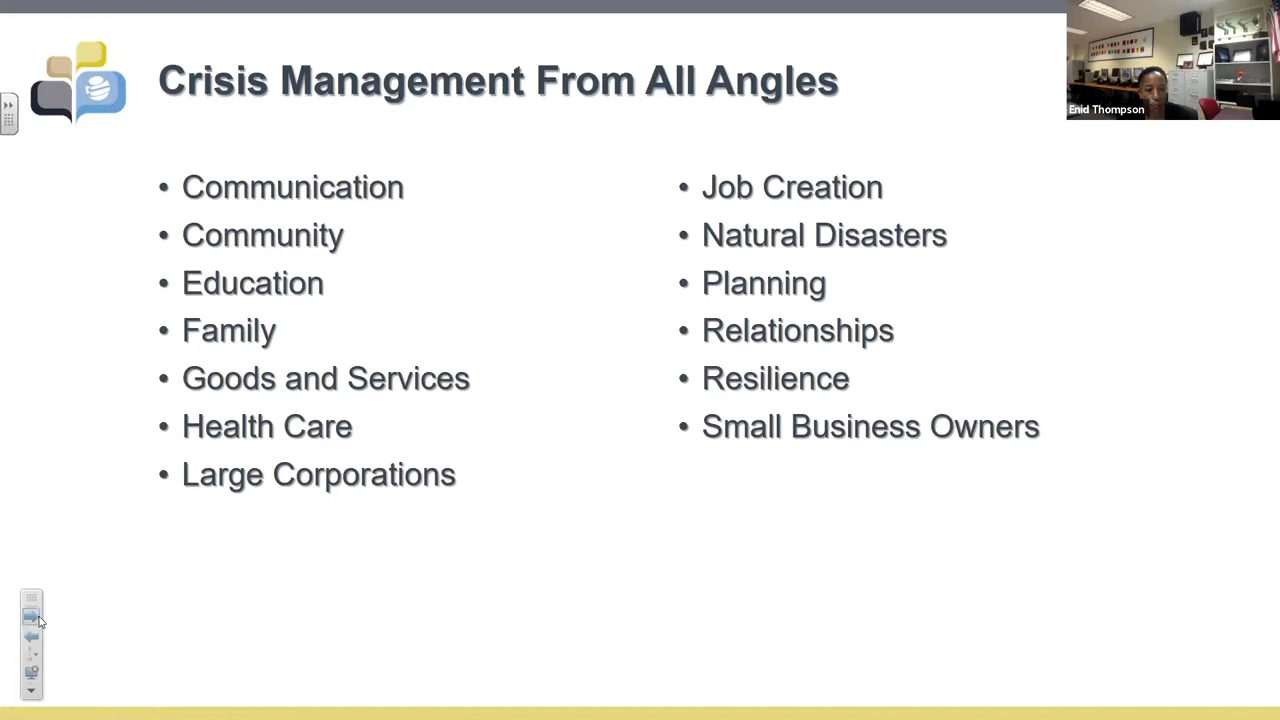 Crisis Management From All Angles
Enid Thompson
• Communication
• Community
• Education
• Family
• Goods and Services
• Health Care
• Large Corporations
• Job Creation
• Natural Disasters
• Planning
• Relationships
• Resilience
• Small Business Owners